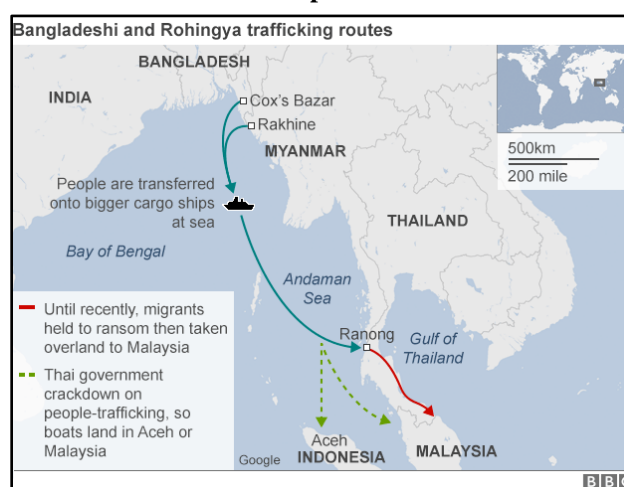 Bangladeshi and Rohingya trafficking routes
BANGLADESH
INDIA
Cox's Bazar
Rakhine
MYANMAR
500km
200 mile
People are transferred
onto bigger cargo ships
at sea
THAILAND
Bay of Bengal
Andaman
Sea
Until recently, migrants
held to ransom then taken
overland to Malaysia
Ranong
Gulf of
Thailand
Thai government
crackdown on
people-trafficking, so
boats land in Aceh or
Malaysia
Aceh
Google
INDONESIA
MALAYSIA
BBC